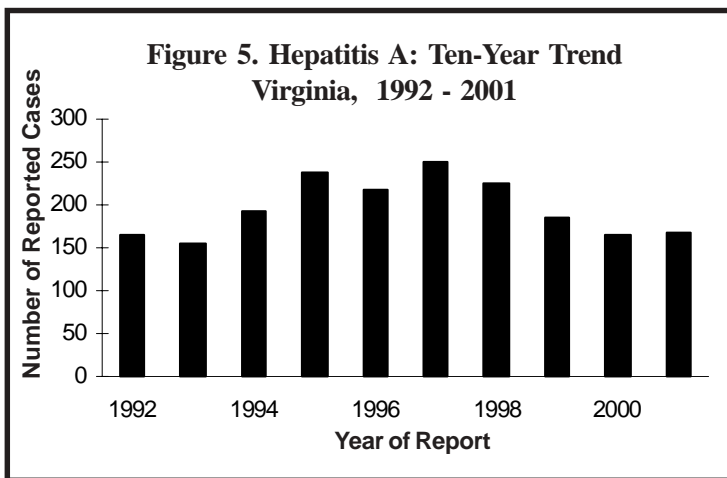 Figure 5. Hepatitis A: Ten-Year Trend
Virginia, 1992 - 2001
Number of Reported Cases
300
250
200
150
100
50
0
1992 1994 1996 1998 2000
Year of Report